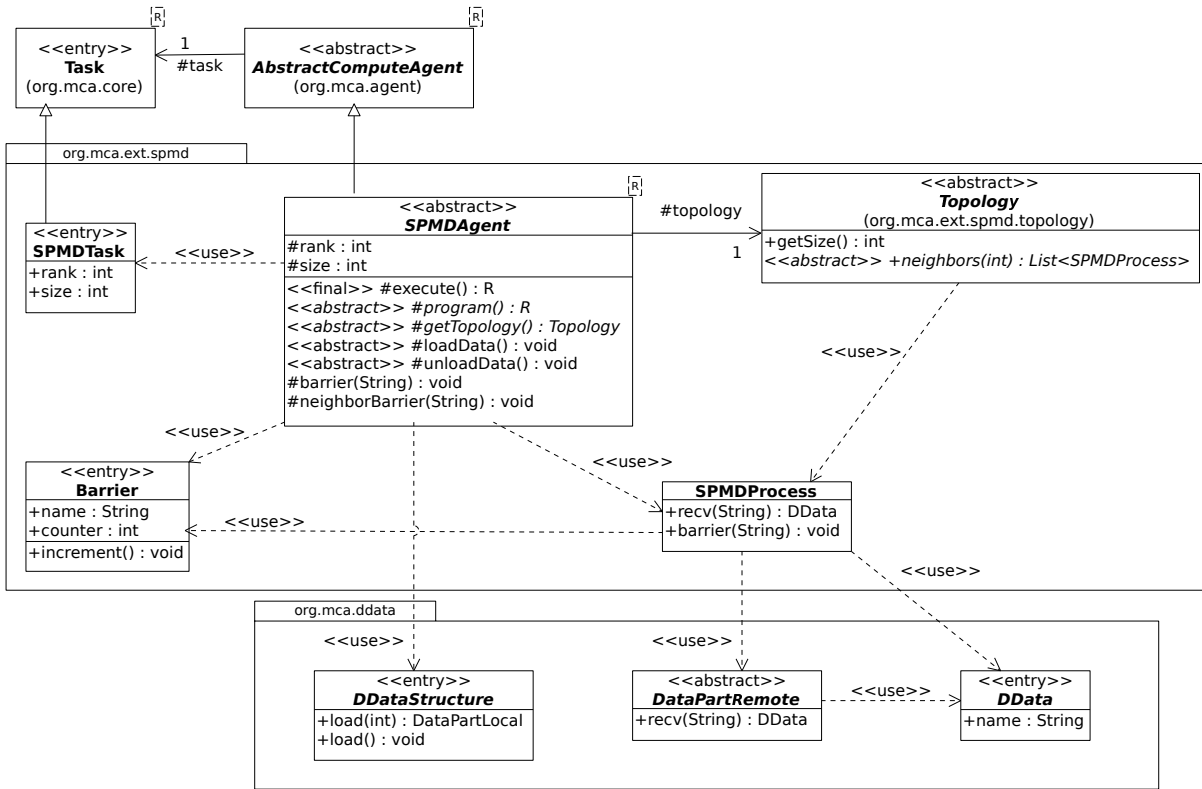 R
R
<<entry>>
Task
(org.mca.core)
1
#task
<<abstract>>
AbstractComputeAgent
(org.mca.agent)
org.mca.ext.spmd
<<entry>>
SPMDTask
+rank : int
+size : int
<<use>>
R
<<abstract>>
SPMDAgent
#rank : int
#size : int
<<final>> #execute() : R
<<abstract>> #program() : R
<<abstract>> #getTopology() : Topology
<<abstract>> #loadData() : void
<<abstract>> #unloadData() : void
#barrier(String) : void
#neighborBarrier(String) : void
#topology
1
<<abstract>>
Topology
(org.mca.ext.spmd.topology)
+getSize() : int
<<abstract>> +neighbors(int) : List<SPMDProcess>
<<use>>
<<use>>
<<use>>
<<entry>>
Barrier
+name : String
+counter : int
+increment() : void
<<use>>
SPMDProcess
+recv(String) : DData
+barrier(String) : void
<<use>>
org.mca.ddata
<<use>>
<<use>>
<<entry>>
DDataStructure
+load(int) : DataPartLocal
+load() : void
<<abstract>>
DataPartRemote
+recv(String) : DData
<<use>>
<<entry>>
DData
+name : String